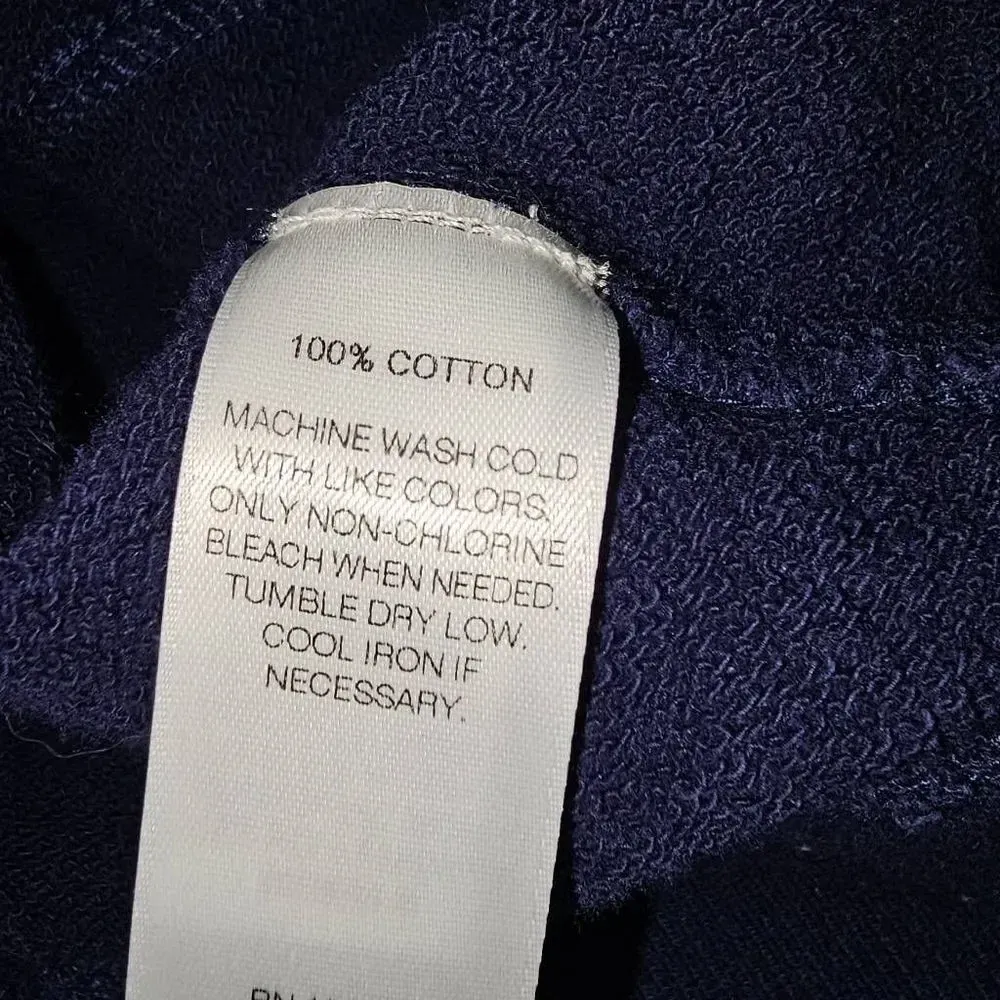 100% COTTON
MACHINE WASH COLD
WITH LIKE COLORS.
ONLY NON-CHLORINE
BLEACH WHEN NEEDED.
TUMBLE DRY LOW.
COOL IRON IF
NECESSARY.